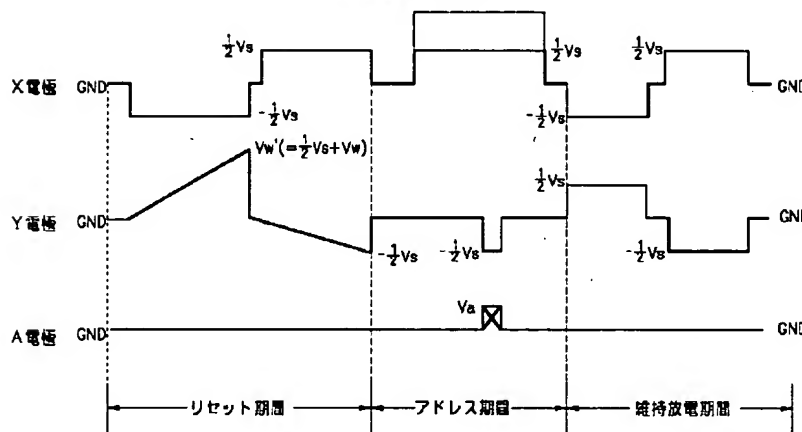 ½Vs ½Vs ½Vs
X電極 GND GND
-½Vs -½Vs
Vw'(=½Vs+Vw)
½Vs
Y電極 GND GND
-½Vs -½Vs -½Vs
Va
A電極 GND GND
リセット期間 アドレス期間 維持放電期間